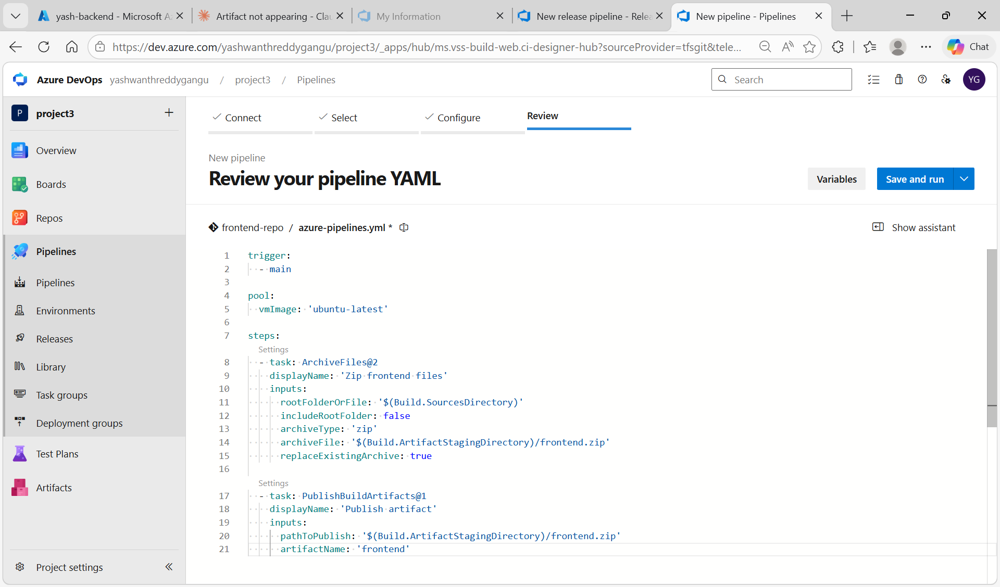 yash-backend - Microsoft Az
Artifact not appearing - Clau
My Information
New release pipeline - Relea
New pipeline - Pipelines
https://dev.azure.com/yashwanthreddygangu/project3/_apps/hub/ms.vss-build-web.ci-designer-hub?sourceProvider=tfsgit&tele...
Chat
Azure DevOps yashwanthreddygangu / project3 / Pipelines
Search
YG
P project3
Overview
Boards
Repos
Pipelines
Pipelines
Environments
Releases
Library
Task groups
Deployment groups
Test Plans
Artifacts
Project settings
Connect
Select
Configure
Review
New pipeline
Review your pipeline YAML
Variables
Save and run
frontend-repo / azure-pipelines.yml *
Show assistant
1 trigger:
2 - main
3
4 pool:
5 vmImage: 'ubuntu-latest'
6
7 steps:
Settings
8 - task: ArchiveFiles@2
9 displayName: 'Zip frontend files'
10 inputs:
11 rootFolderOrFile: '$(Build.SourcesDirectory)'
12 includeRootFolder: false
13 archiveType: 'zip'
14 archiveFile: '$(Build.ArtifactStagingDirectory)/frontend.zip'
15 replaceExistingArchive: true
16
Settings
17 - task: PublishBuildArtifacts@1
18 displayName: 'Publish artifact'
19 inputs:
20 pathToPublish: '$(Build.ArtifactStagingDirectory)/frontend.zip'
21 artifactName: 'frontend'